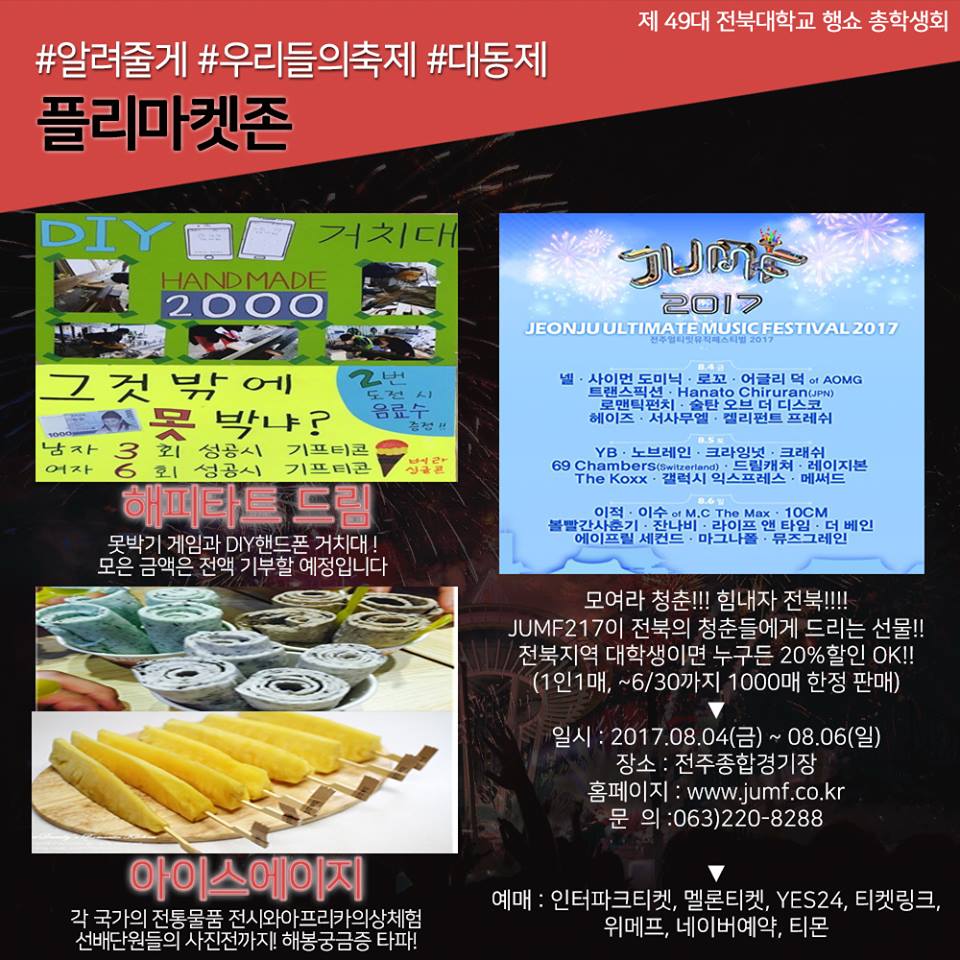 제 49대 전북대학교 행쇼 총학생회
#알려줄게 #우리들의축제 #대동제
플리마켓존
DIY 거치대
HANDMADE
2000
그것 밖에
못 박냐?
2번
도전 시
음료수
증정!!
1000
남자 3회 성공시 기프티콘
여자 6회 성공시 기프티콘
베라
싱글콘
해피타트 드림
못박기 게임과 DIY핸드폰 거치대 !
모은 금액은 전액 기부할 예정입니다
아이스에이지
각 국가의 전통물품 전시와아프리카의상체험
선배단원들의 사진전까지! 해봉궁금증 타파!
JUMF
2017
JEONJU ULTIMATE MUSIC FESTIVAL 2017
전주얼티밋뮤직페스티벌 2017
8.4 금
넬 · 사이먼 도미닉 · 로꼬 · 어글리 덕 of AOMG
트랜스픽션 · Hanato Chiruran(JPN)
로맨틱펀치 · 술탄 오브 더 디스코
헤이즈 · 서사무엘 · 켈리펀트 프레쉬
8.5 토
YB · 노브레인 · 크라잉넛 · 크래쉬
69 Chambers(Switzerland) · 드림캐쳐 · 레이지본
The Koxx · 갤럭시 익스프레스 · 메써드
8.6 일
이적 · 이수 of M.C The Max · 10CM
볼빨간사춘기 · 잔나비 · 라이프 앤 타임 · 더 베인
에이프릴 세컨드 · 마그나폴 · 뮤즈그레인
모여라 청춘!!! 힘내자 전북!!!!
JUMF217이 전북의 청춘들에게 드리는 선물!!
전북지역 대학생이면 누구든 20%할인 OK!!
(1인1매, ~6/30까지 1000매 한정 판매)
▼
일시 : 2017.08.04(금) ~ 08.06(일)
장소 : 전주종합경기장
홈페이지 : www.jumf.co.kr
문 의 :063)220-8288
▼
예매 : 인터파크티켓, 멜론티켓, YES24, 티켓링크,
위메프, 네이버예약, 티몬